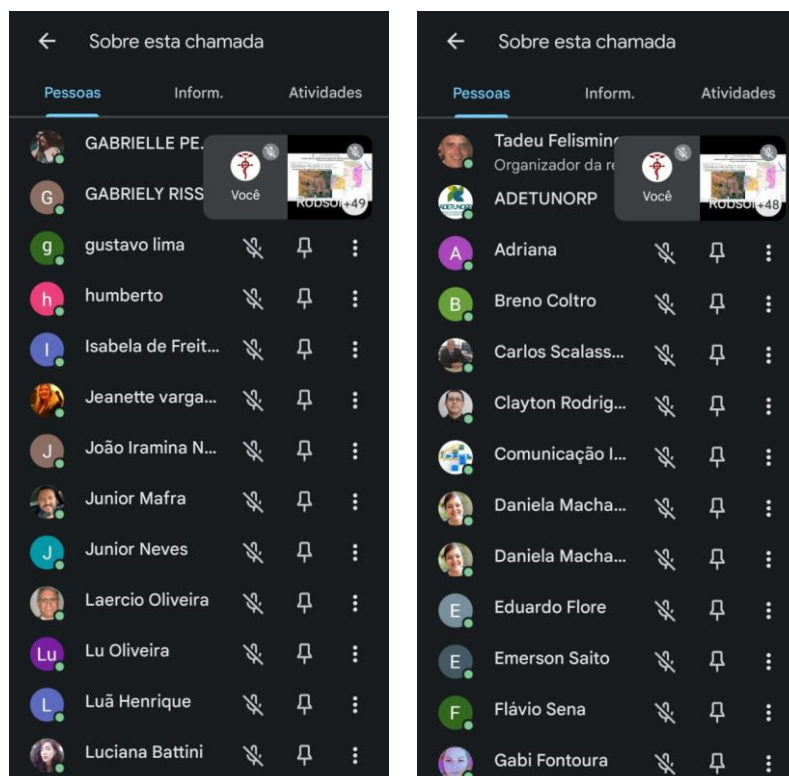 Sobre esta chamada
Pessoas Inform. Atividades
GABRIELLE PE.
GABRIELY RISS
G
Você
+49
g gustavo lima
h humberto
I Isabela de Freit...
Jeanette varga...
J João Iramina N...
Junior Mafra
J Junior Neves
Laercio Oliveira
Lu Lu Oliveira
L Luã Henrique
Luciana Battini
Sobre esta chamada
Pessoas Inform. Atividades
Tadeu Felismin
Organizador da r
ADETUNORP
ADETUNORP
Você
+48
A Adriana
B Breno Coltro
Carlos Scalass...
Clayton Rodrig...
Comunicação I...
Daniela Macha...
Daniela Macha...
E Eduardo Flore
E Emerson Saito
F Flávio Sena
Gabi Fontoura